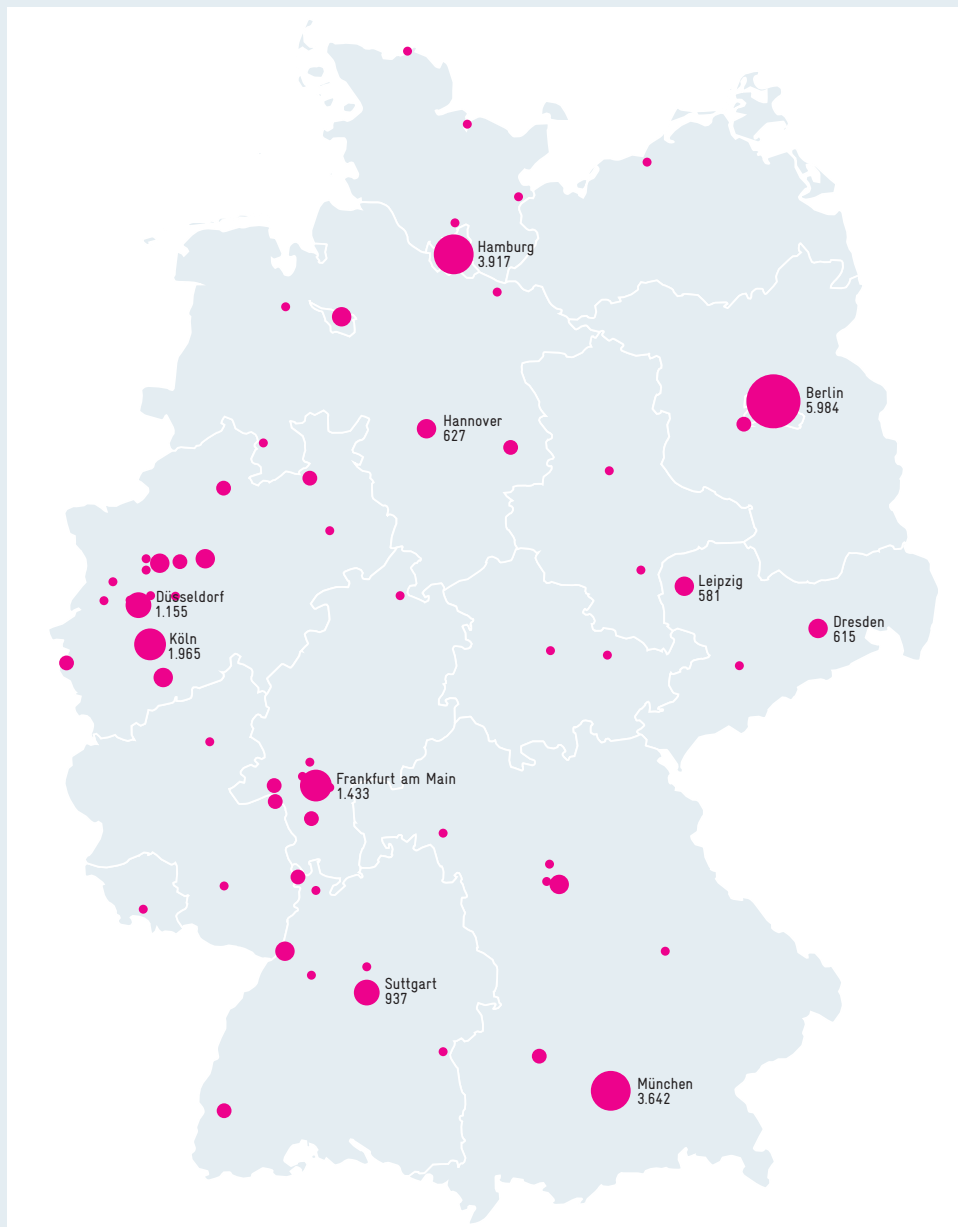 Hamburg
3.917
Berlin
5.984
Hannover
627
Leipzig
581
Düsseldorf
1.155
Dresden
615
Köln
1.965
Frankfurt am Main
1.433
Suttgart
937
München
3.642